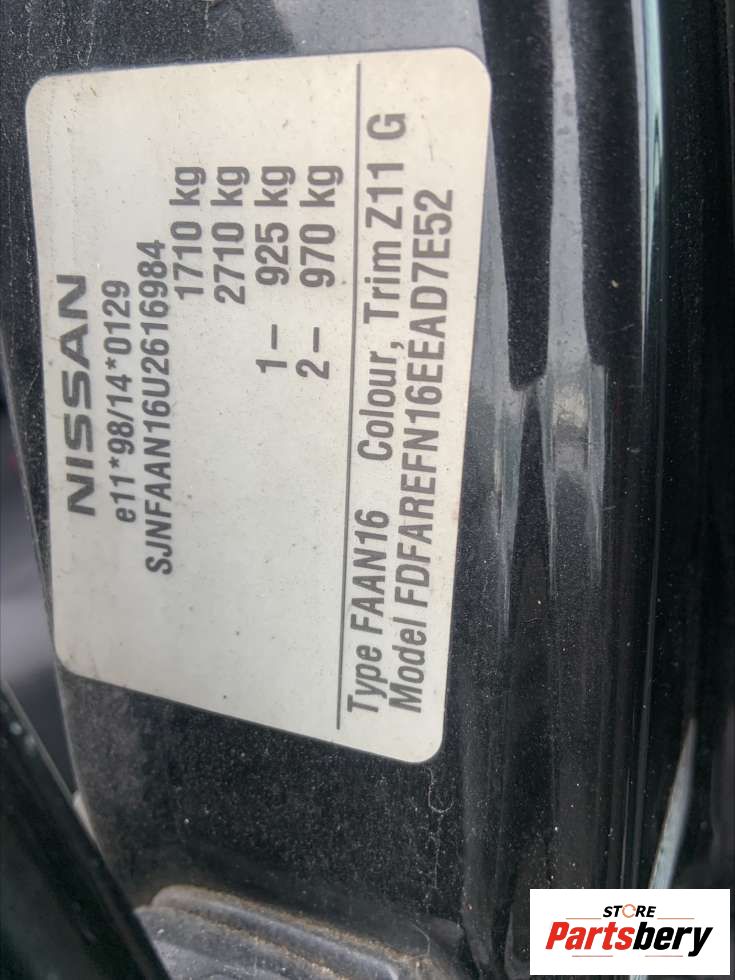 NISSAN
e11*98/14*0129
SJNFAAN16U2616984
1710 kg
2710 kg
1– 925 kg
2– 970 kg
Type FAAN16 Colour, Trim Z11 G
Model FDFAREFN16EEAD7E52
STORE
Partsbery